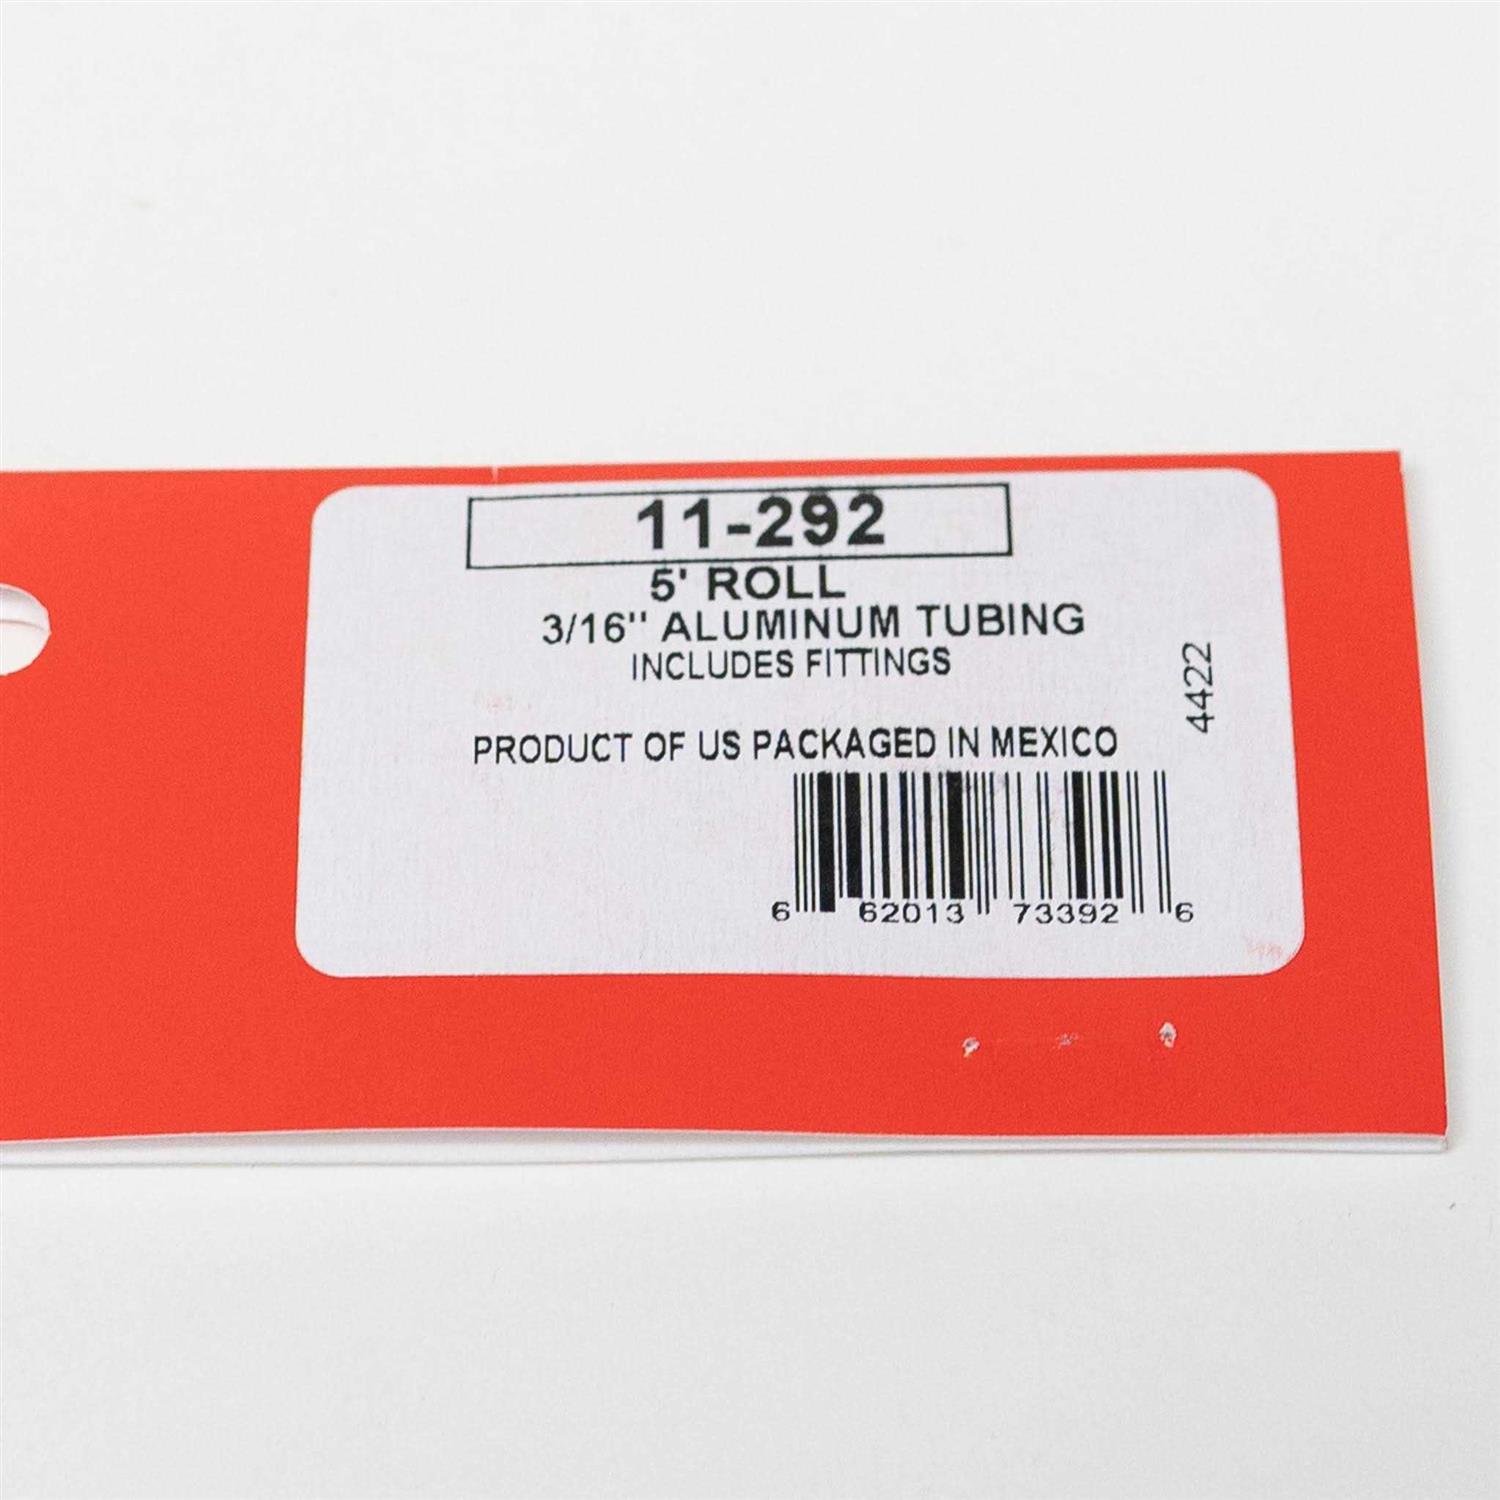 11-292
5' ROLL
3/16" ALUMINUM TUBING
INCLUDES FITTINGS
4422
PRODUCT OF US PACKAGED IN MEXICO
6 62013 73392 6